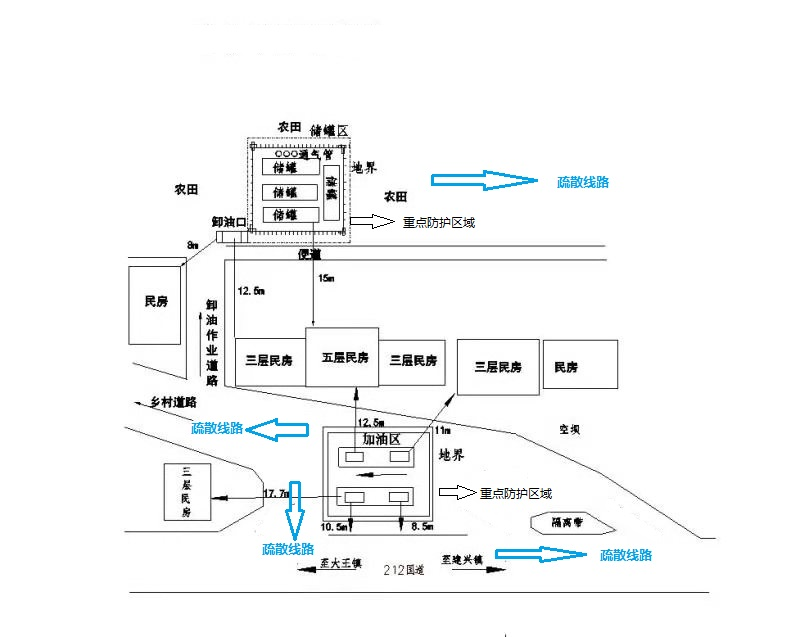 农田
储罐区
○○○通气管
储罐
地界
储罐
疏散线路
农田
储罐
农田
储罐
卸油口
重点防护区域
9m
便道
15m
12.5m
民房
卸油作业道路
三层民房
五层民房
三层民房
三层民房
民房
乡村道路
疏散线路
12.5m
11m
空坝
加油区
地界
三层民房
17.7m
重点防护区域
10.5m
8.5m
隔离带
疏散线路
至大王镇
212国道
至建兴镇
疏散线路